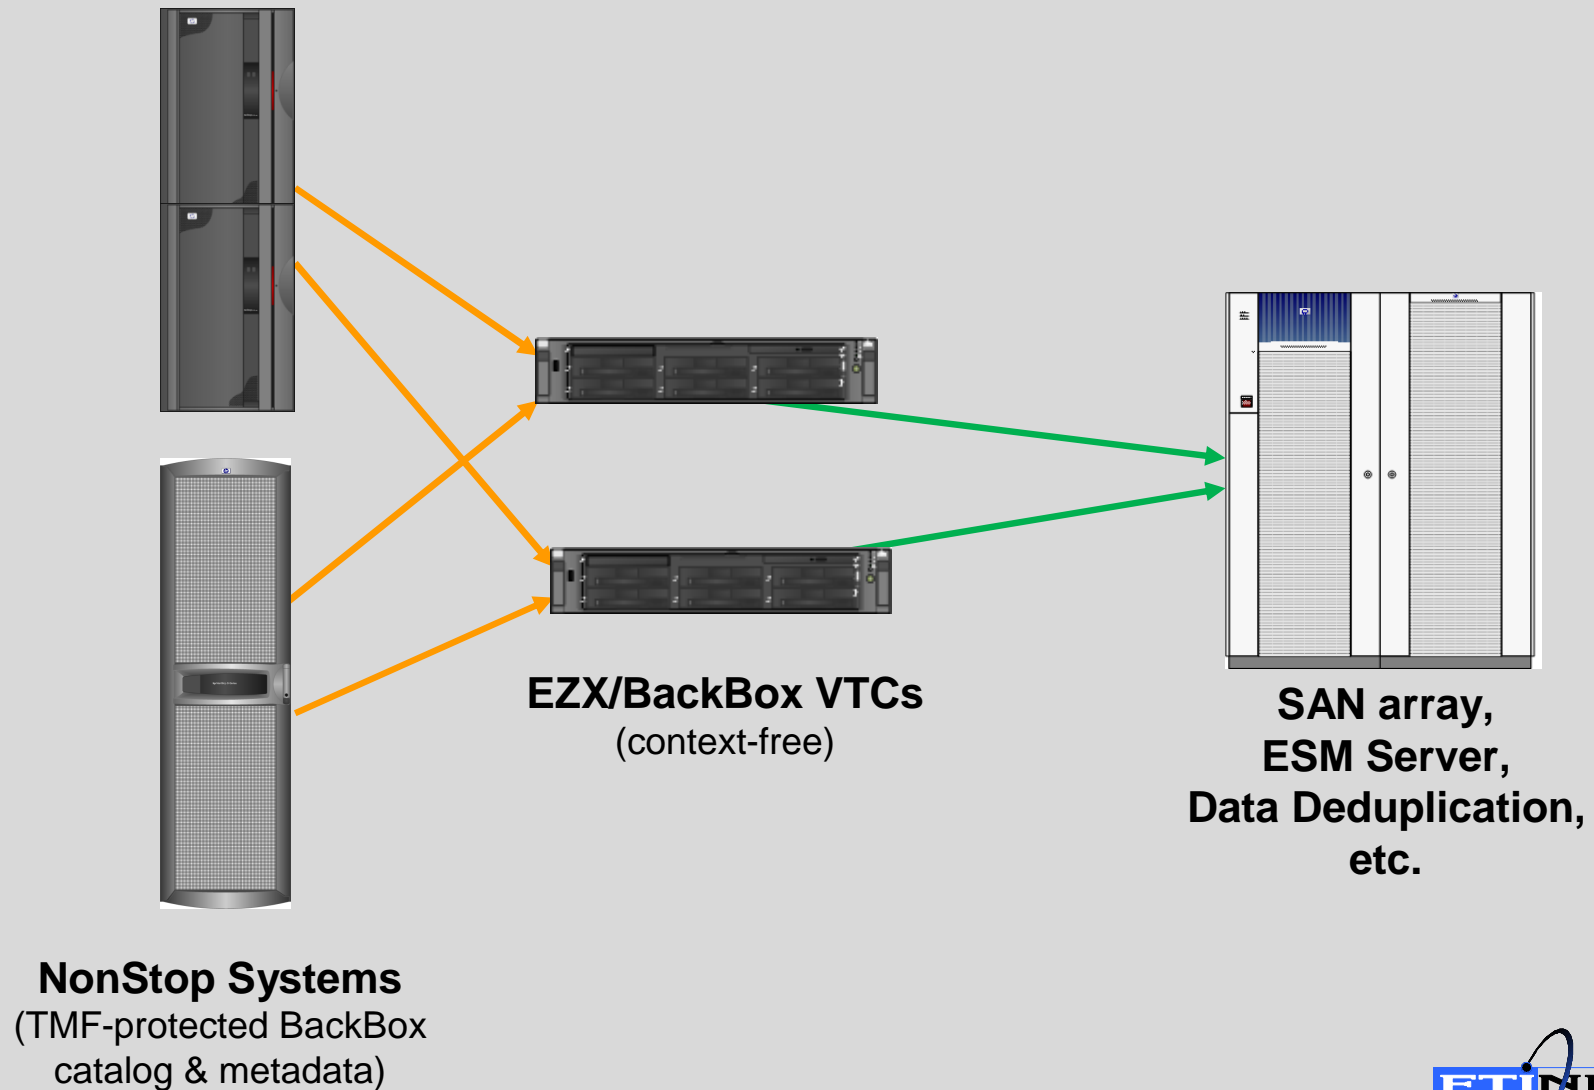 EZX/BackBox VTCs
(context-free)
SAN array,
ESM Server,
Data Deduplication,
etc.
NonStop Systems
(TMF-protected BackBox
catalog & metadata)